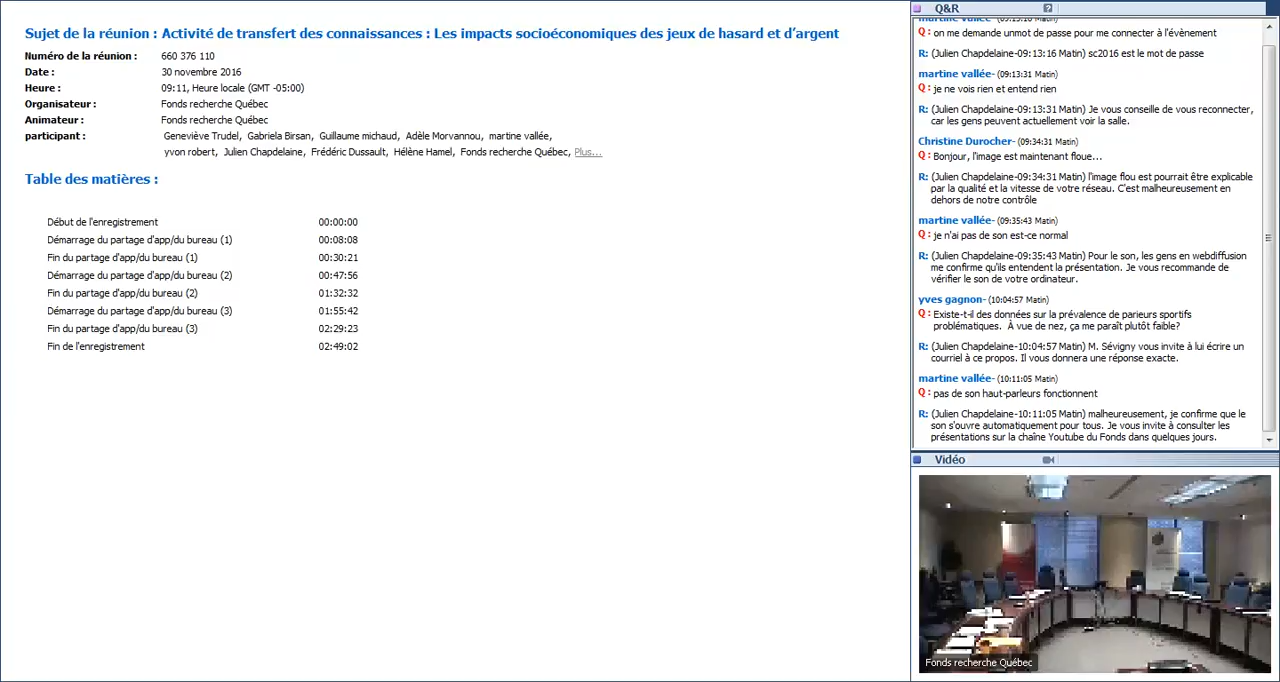 Sujet de la réunion : Activité de transfert des connaissances : Les impacts socioéconomiques des jeux de hasard et d’argent
Numéro de la réunion : 660 376 110
Date : 30 novembre 2016
Heure : 09:11, Heure locale (GMT -05:00)
Organisateur : Fonds recherche Québec
Animateur : Fonds recherche Québec
participant : Geneviève Trudel, Gabriela Birsan, Guillaume michaud, Adèle Morvannou, martine vallée,
yvon robert, Julien Chapdelaine, Frédéric Dussault, Hélène Hamel, Fonds recherche Québec, Plus...
Table des matières :
Début de l'enregistrement 00:00:00
Démarrage du partage d'app/du bureau (1) 00:08:08
Fin du partage d'app/du bureau (1) 00:30:21
Démarrage du partage d'app/du bureau (2) 00:47:56
Fin du partage d'app/du bureau (2) 01:32:32
Démarrage du partage d'app/du bureau (3) 01:55:42
Fin du partage d'app/du bureau (3) 02:29:23
Fin de l'enregistrement 02:49:02
Q&R
martine vallée- (09:13:16 Matin)
Q : on me demande unmot de passe pour me connecter à l'évènement
R: (Julien Chapdelaine-09:13:16 Matin) sc2016 est le mot de passe
martine vallée- (09:13:31 Matin)
Q : je ne vois rien et entend rien
R: (Julien Chapdelaine-09:13:31 Matin) Je vous conseille de vous reconnecter,
car les gens peuvent actuellement voir la salle.
Christine Durocher- (09:34:31 Matin)
Q : Bonjour, l'image est maintenant floue...
R: (Julien Chapdelaine-09:34:31 Matin) l'image flou est pourrait être explicable
par la qualité et la vitesse de votre réseau. C'est malheureusement en
dehors de notre contrôle
martine vallée- (09:35:43 Matin)
Q : je n'ai pas de son est-ce normal
R: (Julien Chapdelaine-09:35:43 Matin) Pour le son, les gens en webdiffusion
me confirme qu'ils entendent la présentation. Je vous recommande de
vérifier le son de votre ordinateur.
yves gagnon- (10:04:57 Matin)
Q : Existe-t-il des données sur la prévalence de parieurs sportifs
problématiques. À vue de nez, ça me paraît plutôt faible?
R: (Julien Chapdelaine-10:04:57 Matin) M. Sévigny vous invite à lui écrire un
courriel à ce propos. Il vous donnera une réponse exacte.
martine vallée- (10:11:05 Matin)
Q : pas de son haut-parleurs fonctionnent
R: (Julien Chapdelaine-10:11:05 Matin) malheureusement, je confirme que le
son s'ouvre automatiquement pour tous. Je vous invite à consulter les
présentations sur la chaîne Youtube du Fonds dans quelques jours.
Vidéo
Fonds recherche Québec